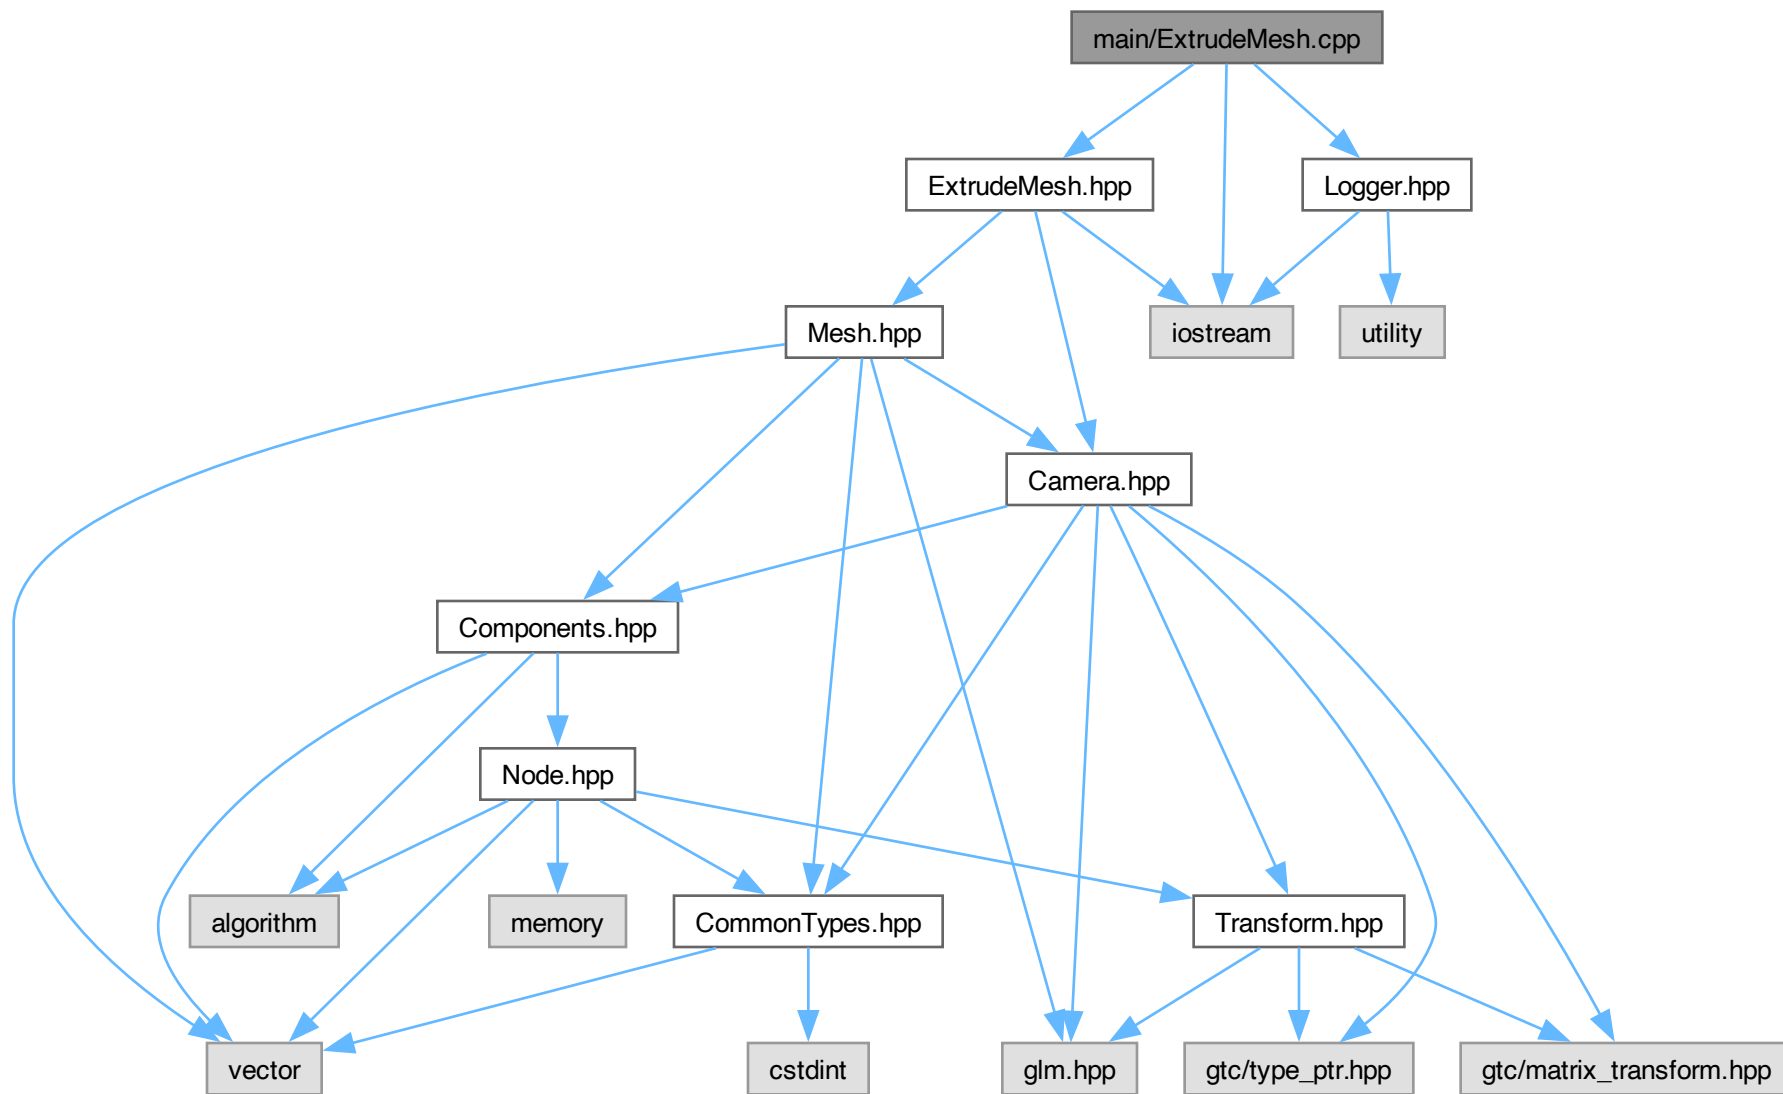 main/ExtrudeMesh.cpp
ExtrudeMesh.hpp
Logger.hpp
Mesh.hpp
iostream
utility
Camera.hpp
Components.hpp
Node.hpp
algorithm
memory
CommonTypes.hpp
Transform.hpp
vector
cstdint
glm.hpp
gtc/type_ptr.hpp
gtc/matrix_transform.hpp